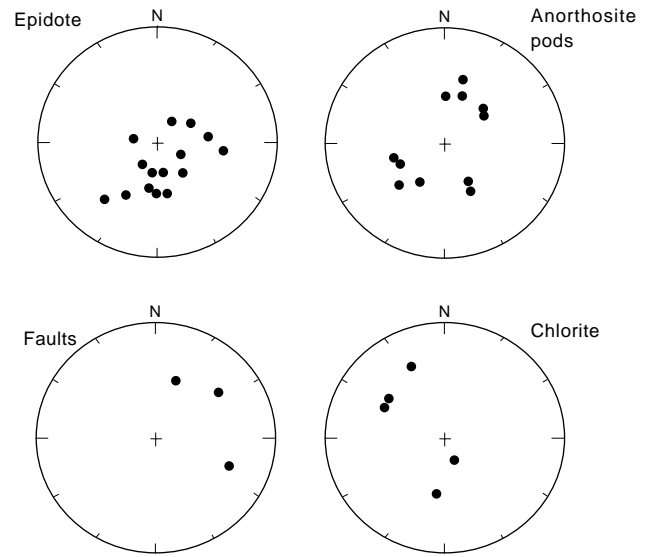 N
Epidote
N
Anorthosite
pods
N
Faults
N
Chlorite